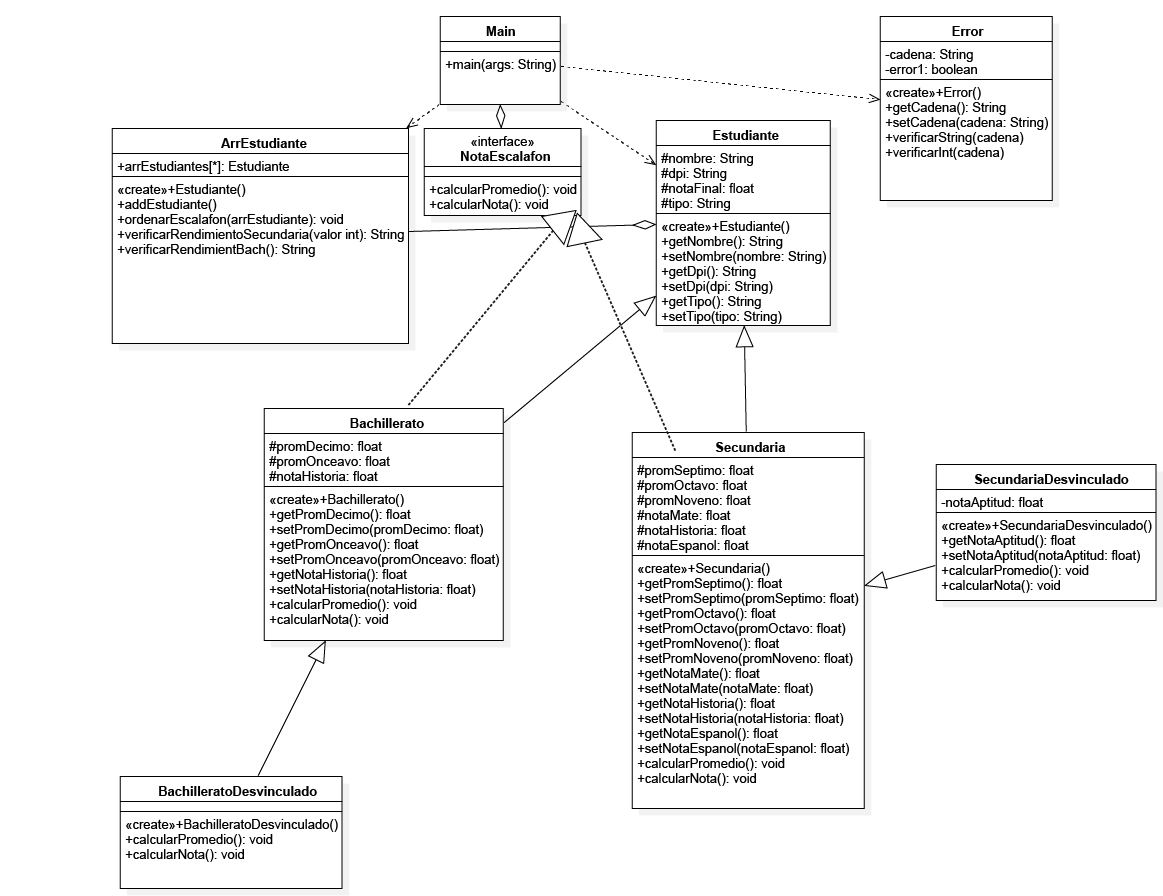 Main
+main(args: String)
Error
-cadena: String
-error1: boolean
«create»+Error()
+getCadena(): String
+setCadena(cadena: String)
+verificarString(cadena)
+verificarInt(cadena)
ArrEstudiante
+arrEstudiantes[*]: Estudiante
«create»+Estudiante()
+addEstudiante()
+ordenarEscalafon(arrEstudiante): void
+verificarRendimientoSecundaria(valor int): String
+verificarRendimientBach(): String
«interface»
NotaEscalafon
+calcularPromedio(): void
+calcularNota(): void
Estudiante
#nombre: String
#dpi: String
#notaFinal: float
#tipo: String
«create»+Estudiante()
+getNombre(): String
+setNombre(nombre: String)
+getDpi(): String
+setDpi(dpi: String)
+getTipo(): String
+setTipo(tipo: String)
Bachillerato
#promDecimo: float
#promOnceavo: float
#notaHistoria: float
«create»+Bachillerato()
+getPromDecimo(): float
+setPromDecimo(promDecimo: float)
+getPromOnceavo(): float
+setPromOnceavo(promOnceavo: float)
+getNotaHistoria(): float
+setNotaHistoria(notaHistoria: float)
+calcularPromedio(): void
+calcularNota(): void
Secundaria
#promSeptimo: float
#promOctavo: float
#promNoveno: float
#notaMate: float
#notaHistoria: float
#notaEspanol: float
«create»+Secundaria()
+getPromSeptimo(): float
+setPromSeptimo(promSeptimo: float)
+getPromOctavo(): float
+setPromOctavo(promOctavo: float)
+getPromNoveno(): float
+setPromNoveno(promNoveno: float)
+getNotaMate(): float
+setNotaMate(notaMate: float)
+getNotaHistoria(): float
+setNotaHistoria(notaHistoria: float)
+getNotaEspanol(): float
+setNotaEspanol(notaEspanol: float)
+calcularPromedio(): void
+calcularNota(): void
SecundariaDesvinculado
-notaAptitud: float
«create»+SecundariaDesvinculado()
+getNotaAptitud(): float
+setNotaAptitud(notaAptitud: float)
+calcularPromedio(): void
+calcularNota(): void
BachilleratoDesvinculado
«create»+BachilleratoDesvinculado()
+calcularPromedio(): void
+calcularNota(): void